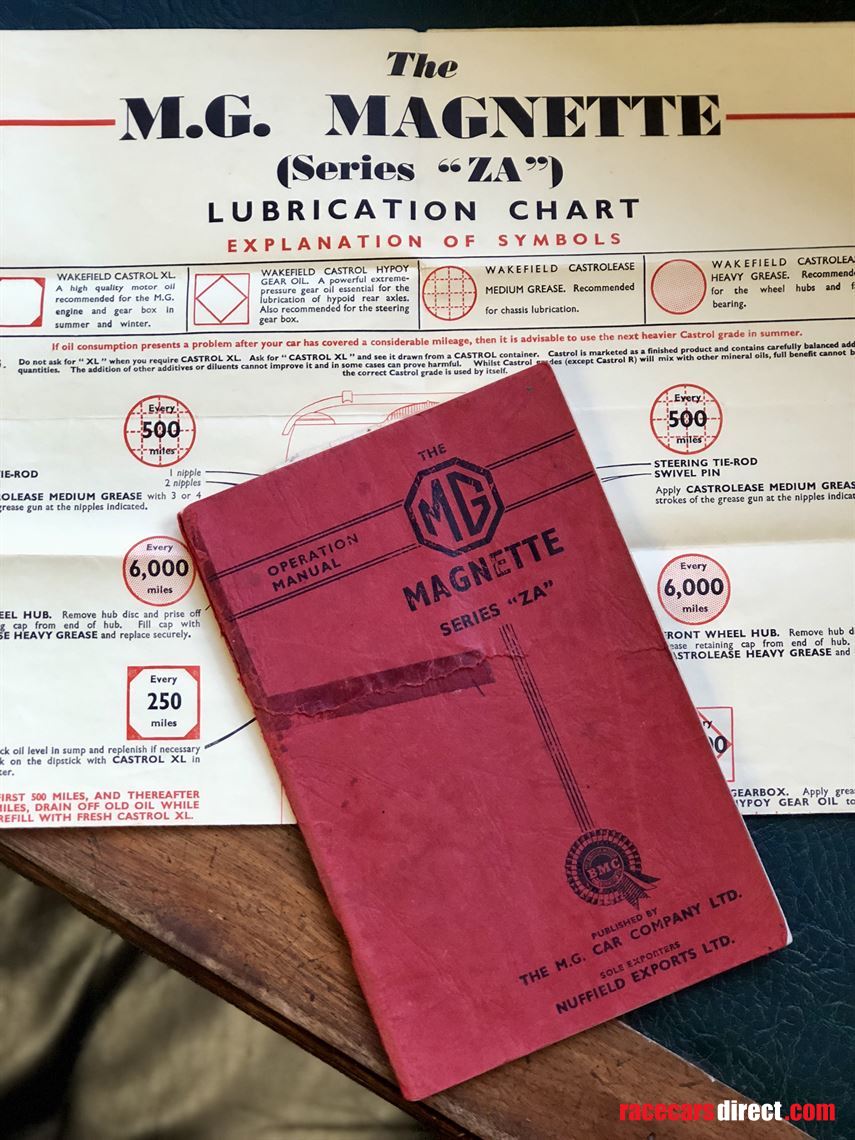 The
M.G. MAGNETTE
(Series “ZA”)
LUBRICATION CHART
EXPLANATION OF SYMBOLS
WAKEFIELD CASTROL XL.
A high quality motor oil
recommended for the M.G.
engine and gear box in
summer and winter.
WAKEFIELD CASTROL HYPOY
GEAR OIL. A powerful extreme-
pressure gear oil essential for the
lubrication of hypoid rear axles.
Also recommended for the steering
gear box.
WAKEFIELD CASTROLEASE
MEDIUM GREASE. Recommended
for chassis lubrication.
WAKEFIELD
HEAVY GREASE.
for the wheel hubs and
bearing.
If oil consumption presents a problem after your car has covered a considerable mileage, then it is advisable to use the next heavier Castrol grade in summer.
Do not ask for “XL” when you require CASTROL XL. Ask for “CASTROL XL” and see it drawn from a CASTROL container. Castrol is marketed as a finished product and contains carefully balanced
quantities. The addition of other additives or diluents cannot improve it and in some cases can prove harmful. Whilst Castrol (except Castrol R) will mix with other mineral oils, full benefit cannot
the correct Castrol grade is used by itself.
Every
500
miles
1 nipple
2 nipples
TIE-ROD
MEDIUM GREASE with 3 or 4
grease gun at the nipples indicated.
Every
6,000
miles
HUB. Remove hub disc and prise off
cap from end of hub. Fill cap with
HEAVY GREASE and replace securely.
Every
250
miles
oil level in sump and replenish if necessary
on the dipstick with CASTROL XL in
FIRST 500 MILES, AND THEREAFTER
DRAIN OFF OLD OIL WHILE
REFILL WITH FRESH CASTROL XL.
Every
500
miles
STEERING TIE-ROD
SWIVEL PIN
Apply CASTROLEASE MEDIUM
strokes of the grease gun at the nipples
Every
6,000
miles
FRONT WHEEL HUB. Remove hub
retaining cap from end of hub.
CASTROLEASE HEAVY GREASE and
GEARBOX. Apply
HYPOY GEAR OIL
THE
MG
MAGNETTE
SERIES “ZA”
OPERATION
MANUAL
BMC
PUBLISHED BY
THE M.G. CAR COMPANY LTD.
SOLE EXPORTERS
NUFFIELD EXPORTS LTD.
racecarsdirect.com